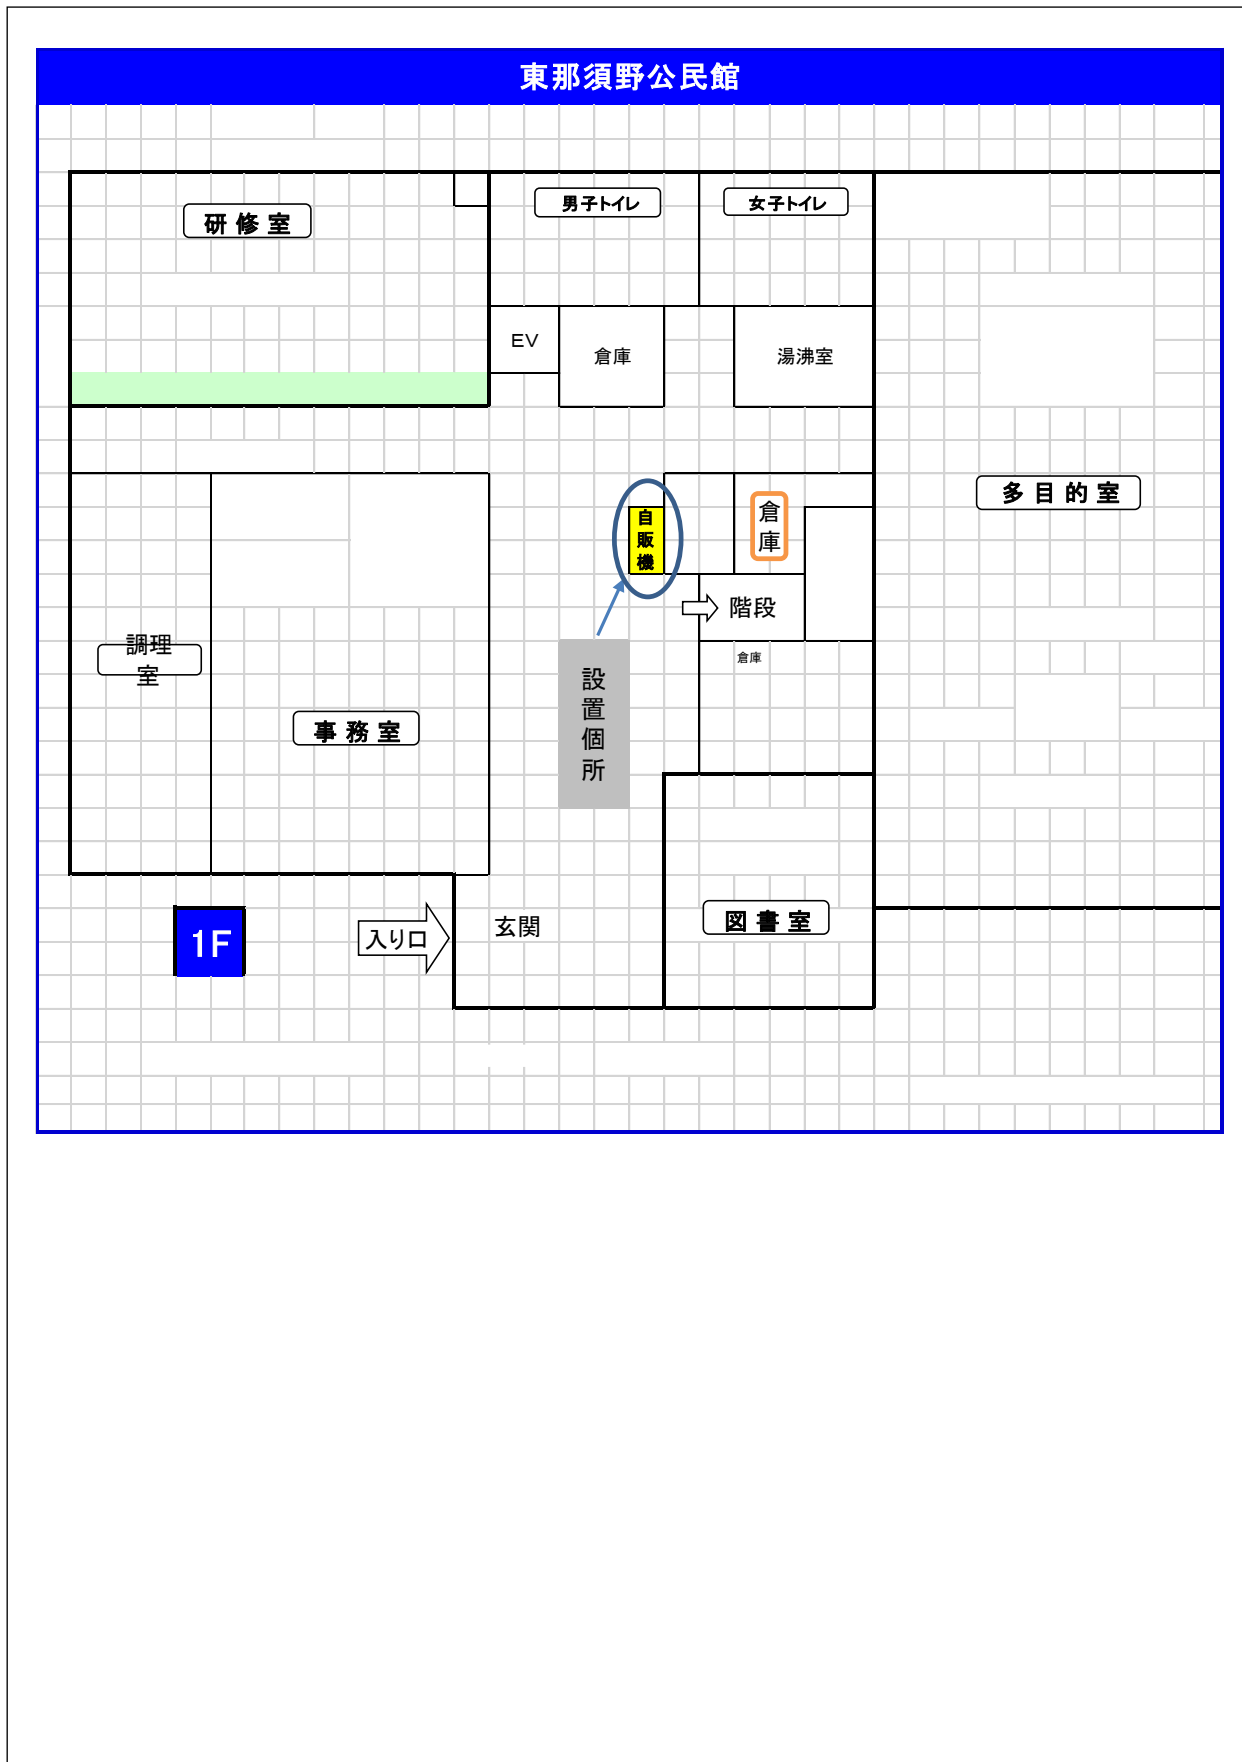 東那須野公民館
研修室
男子トイレ
女子トイレ
EV
倉庫
湯沸室
多目的室
自
販
機
倉
庫
階段
倉庫
調理
室
事務室
設
置
個
所
1F
入り口
玄関
図書室